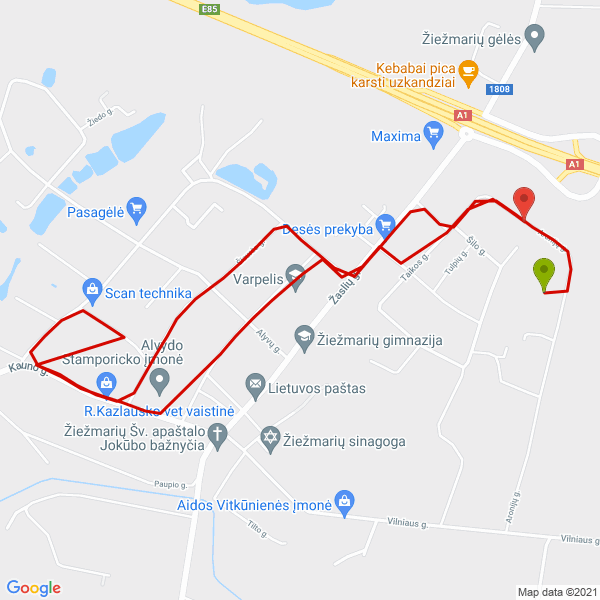 E85
Žiežmarių gėlės
Kebabai pica
karsti uzkandziai
1808
A1
Maxima
A1
Žiedo g.
Pasagėlė
Dešės prekyba
Šilo g.
Tulpių g.
Taikos g.
Varpelis
Žaslių g.
Scan technika
Alyvų g.
Žiežmarių gimnazija
Alvydo
Stamporicko įmonė
Kauno g.
Lietuvos paštas
R.Kazlausko vet vaistinė
Žiežmarių Šv. apaštalo
Jokūbo bažnyčia
Žiežmarių sinagoga
Paupio g.
Aidos Vitkūnienės įmonė
Aronijų g.
Tilto g.
Vilniaus g.
Vilniaus g.
Google
Map data ©2021